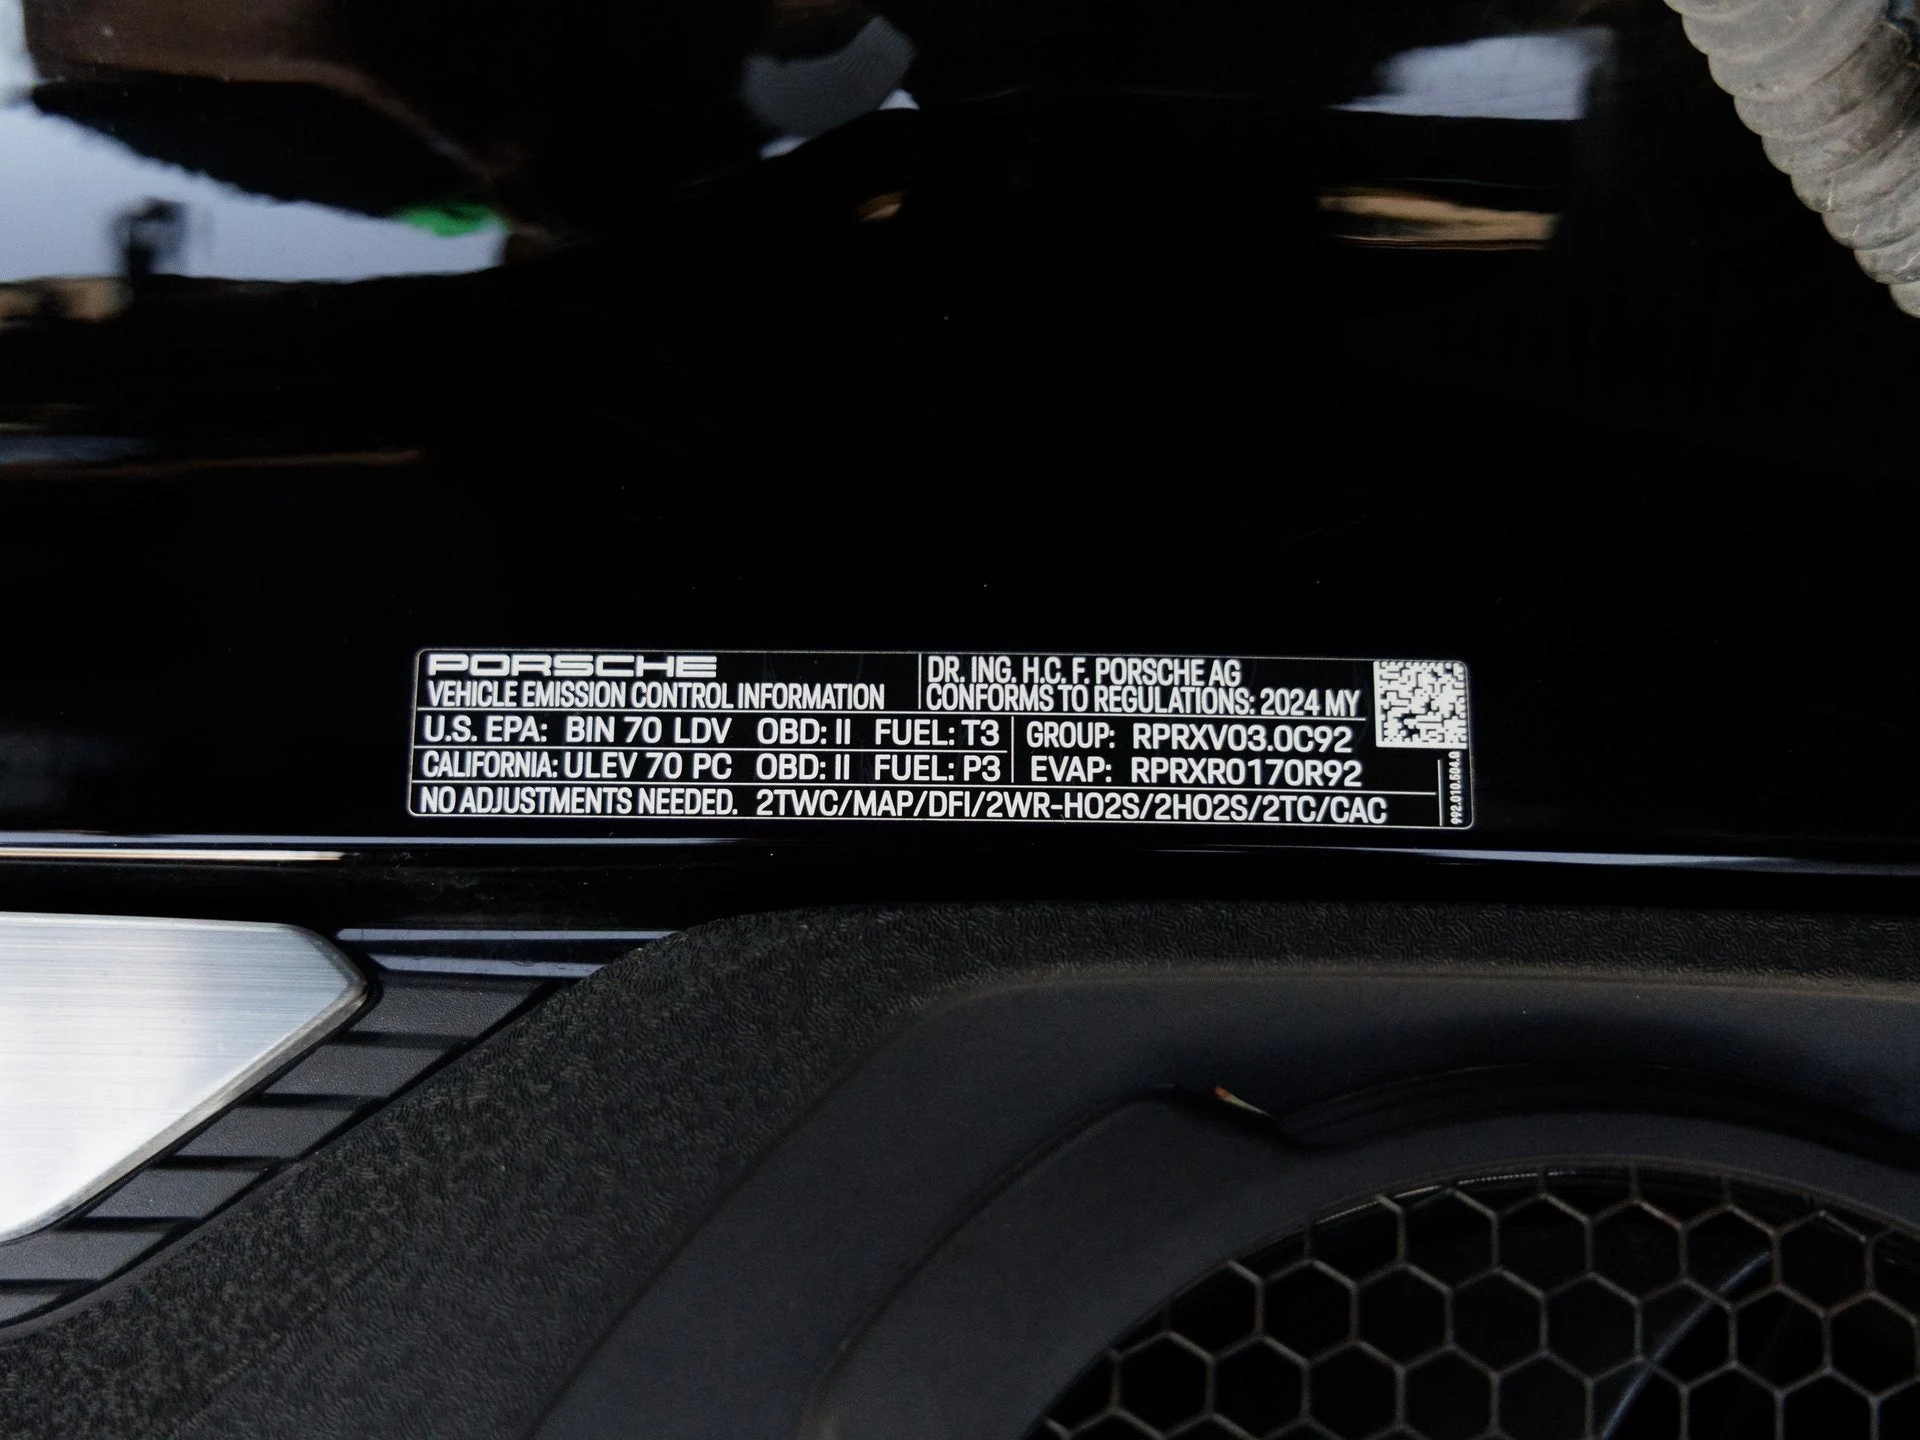 PORSCHE
VEHICLE EMISSION CONTROL INFORMATION
DR. ING. H.C. F. PORSCHE AG
CONFORMS TO REGULATIONS: 2024 MY
U.S. EPA: BIN 70 LDV OBD: II FUEL: T3
GROUP: RPRXV03.0C92
CALIFORNIA: ULEV 70 PC OBD: II FUEL: P3
EVAP: RPRXR0170R92
NO ADJUSTMENTS NEEDED. 2TWC/MAP/DFI/2WR-HO2S/2HO2S/2TC/CAC